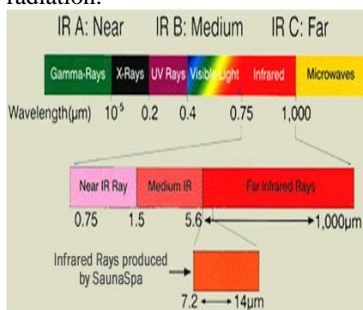 radiation.
IR A: Near IR B: Medium IR C: Far
Gamma-Rays X-Rays UV Rays Visible Light Infrared Microwaves
Wavelength(μm) 10⁵ 0.2 0.4 0.75 1,000
Near IR Ray Medium IR Far Infrared Rays
0.75 1.5 5.6 1,000μm
Infrared Rays produced
by SaunaSpa
7.2 14μm